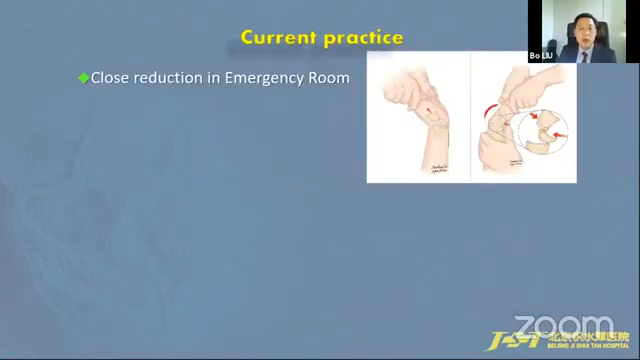 Current practice
Bo LIU
Close reduction in Emergency Room
zoom
JST 北京积水潭医院
BEIJING JI SHUI TAN HOSPITAL